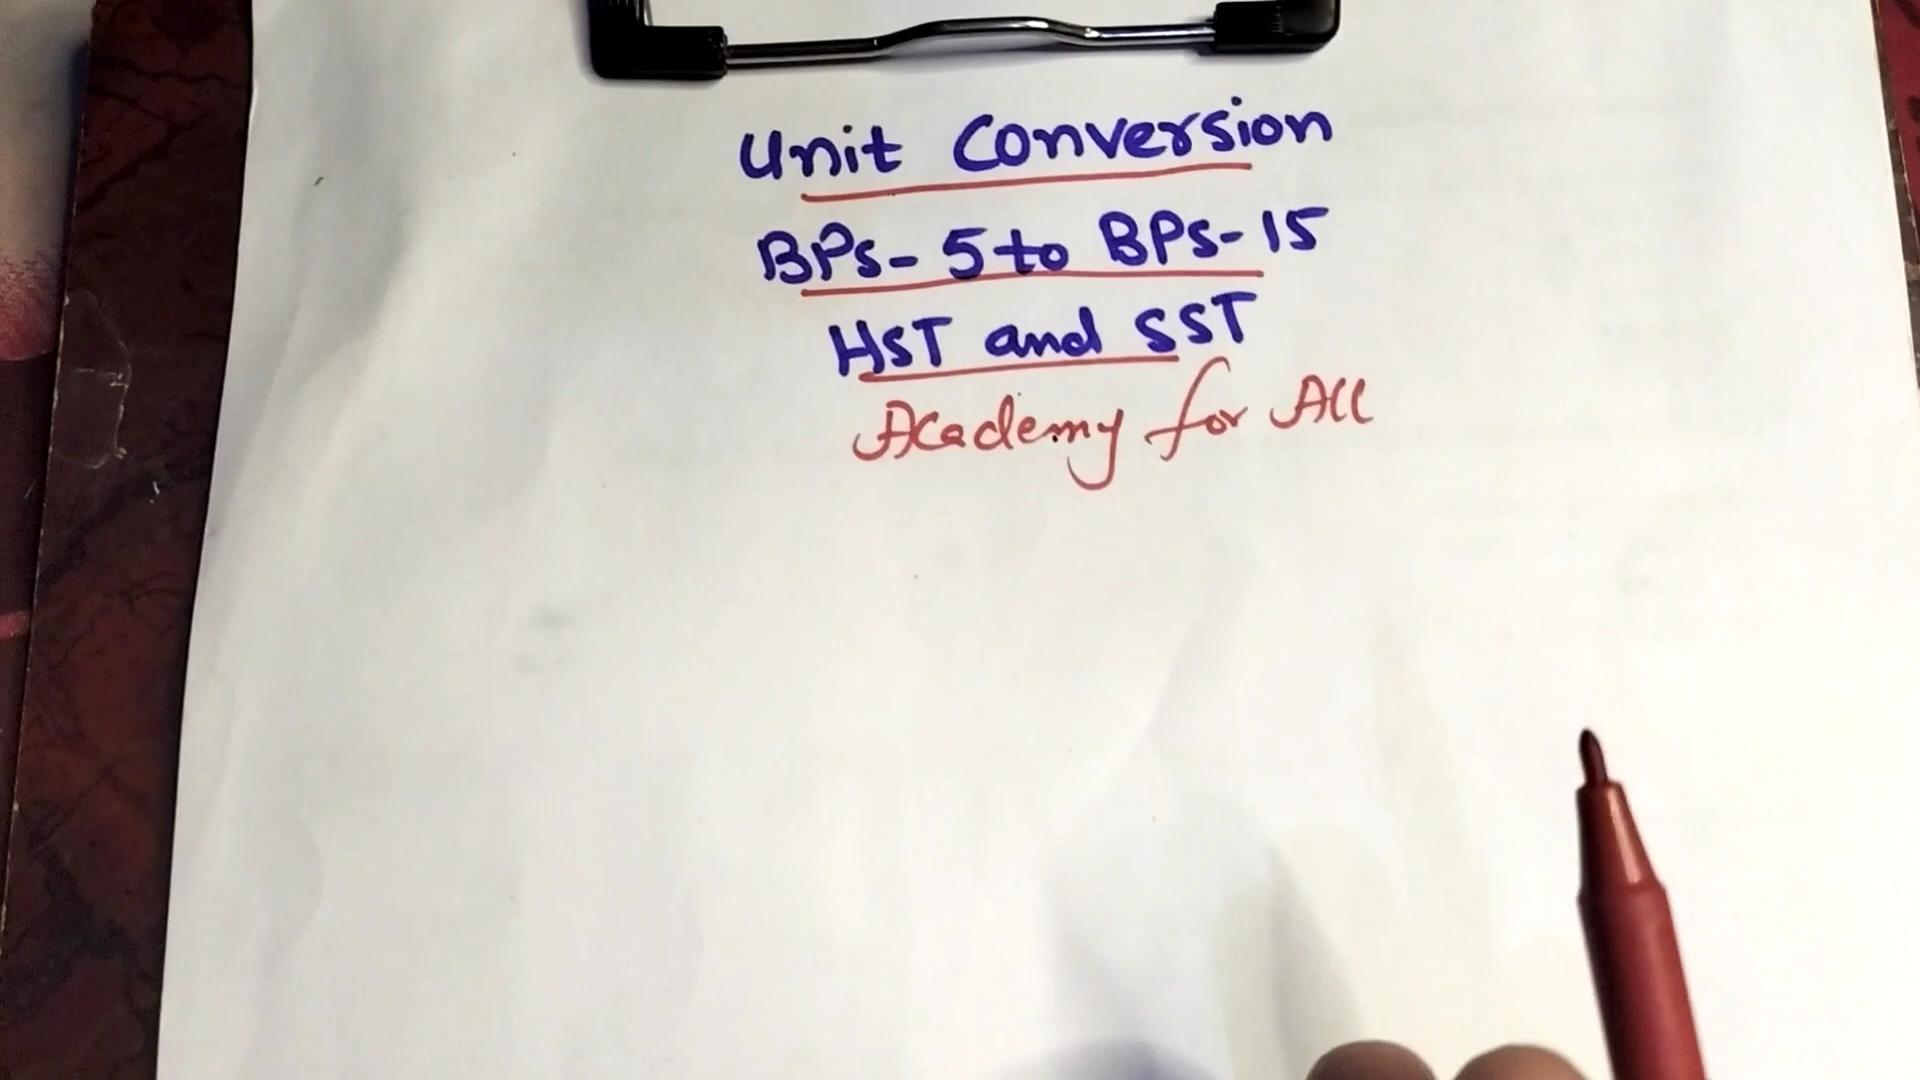 Unit Conversion
BPS-5 to BPS-15
HST and SST
Academy for All